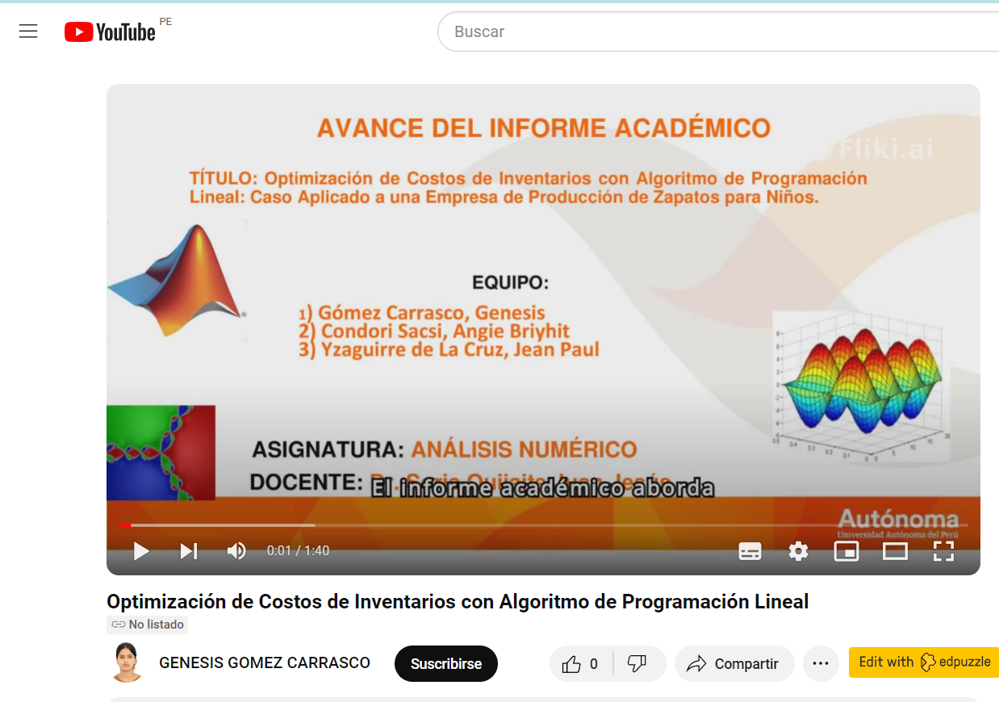 YouTube PE
Buscar
Fliki.ai
AVANCE DEL INFORME ACADÉMICO
TÍTULO: Optimización de Costos de Inventarios con Algoritmo de Programación
Lineal: Caso Aplicado a una Empresa de Producción de Zapatos para Niños.
EQUIPO:
1) Gómez Carrasco, Genesis
2) Condori Sacsi, Angie Briyhit
3) Yzaguirre de La Cruz, Jean Paul
ASIGNATURA: ANÁLISIS NUMÉRICO
DOCENTE:
El informe académico aborda
Autónoma
Universidad Autónoma del Perú
0:01 / 1:40
Optimización de Costos de Inventarios con Algoritmo de Programación Lineal
No listado
GENESIS GOMEZ CARRASCO
Suscribirse
0
Compartir
Edit with edpuzzle